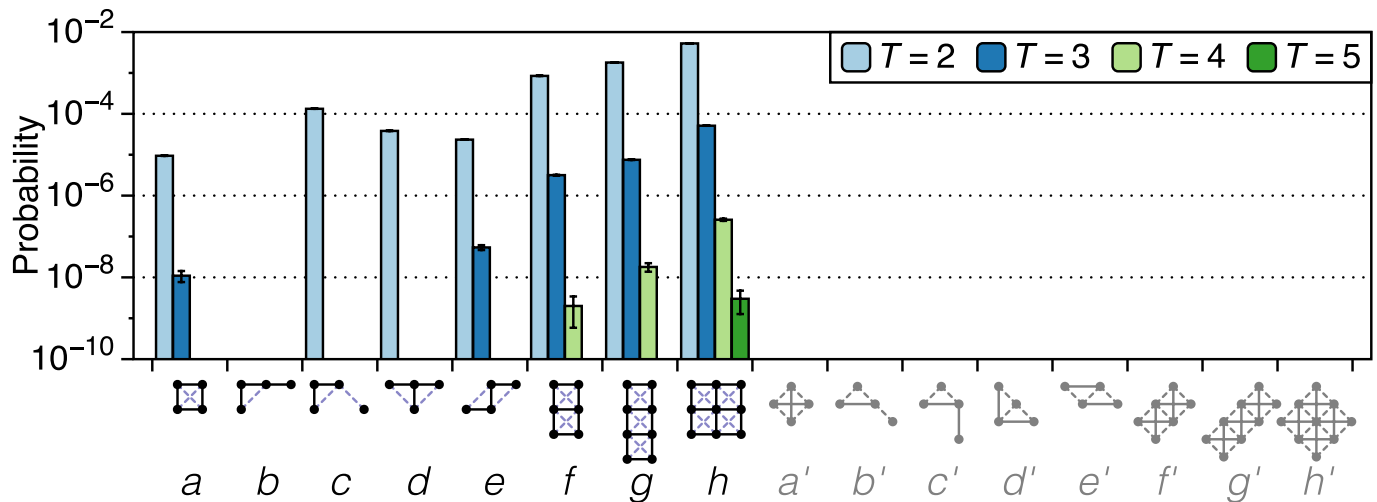 10⁻²
T = 2 T = 3 T = 4 T = 5
10⁻⁴
10⁻⁶
10⁻⁸
10⁻¹⁰
Probability
a b c d e f g h a' b' c' d' e' f' g' h'